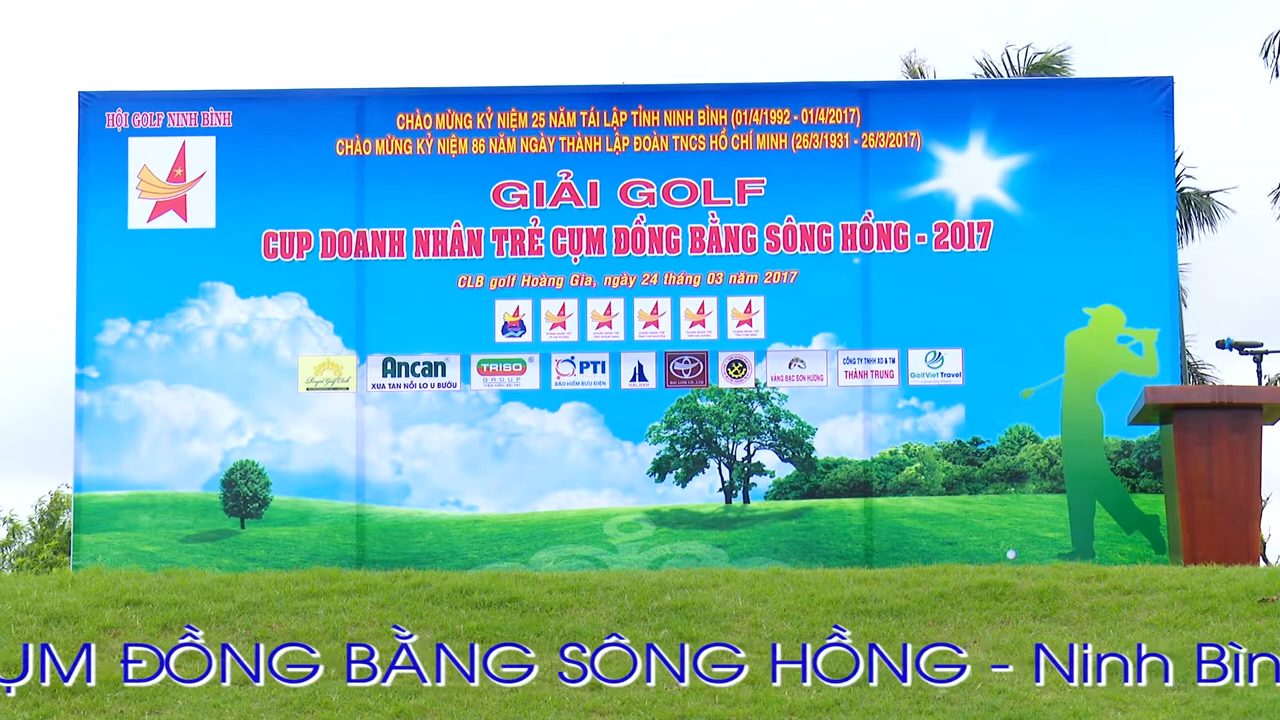 HỘI GOLF NINH BÌNH
CHÀO MỪNG KỶ NIỆM 25 NĂM TÁI LẬP TỈNH NINH BÌNH (01/4/1992 - 01/4/2017)
CHÀO MỪNG KỶ NIỆM 86 NĂM NGÀY THÀNH LẬP ĐOÀN TNCS HỒ CHÍ MINH (26/3/1931 - 26/3/2017)
GIẢI GOLF
CUP DOANH NHÂN TRẺ CỤM ĐỒNG BẰNG SÔNG HỒNG - 2017
CLB golf Hoàng Gia, ngày 24 tháng 03 năm 2017
Royal Golf Club
Ancan
XUA TAN NỖI LO U BƯỚU
TRISO
GROUP
PTI
BẢO HIỂM BƯU ĐIỆN
TOYOTA
VÀNG BẠC SƠN HƯƠNG
CÔNG TY TNHH XD & TM
THÀNH TRUNG
GolfViet Travel
ỤM ĐỒNG BẰNG SÔNG HỒNG - Ninh Bìn